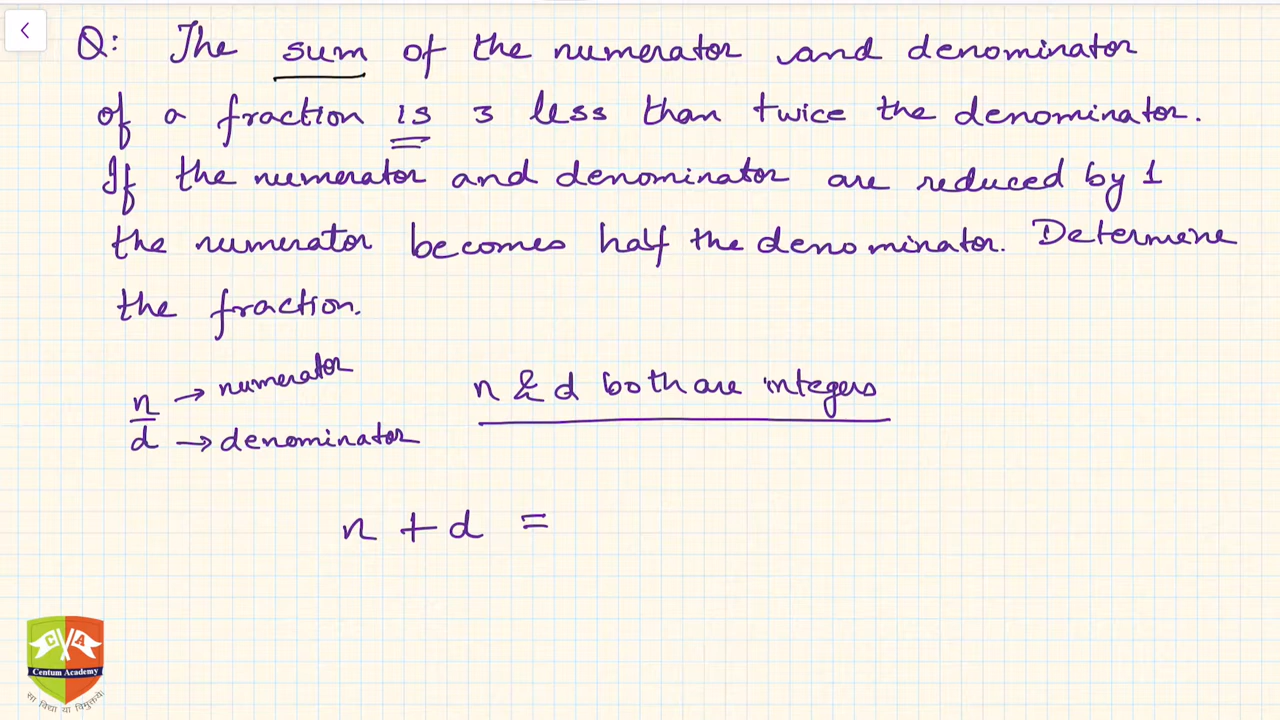 Q: The sum of the numerator and denominator
of a fraction is 3 less than twice the denominator.
If the numerator and denominator are reduced by 1
the numerator becomes half the denominator. Determine
the fraction.
n → numerator
d → denominator
n & d both are integers
n + d =
C A
Centum Academy
सा विद्या या विमुक्तये